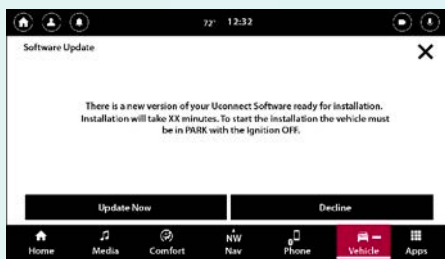 72° 12:32
Software Update
There is a new version of your Uconnect Software ready for installation.
Installation will take XX minutes. To start the installation the vehicle must
be in PARK with the Ignition OFF.
Update Now Decline
NW
0
Home Media Comfort Nav Phone Vehicle Apps